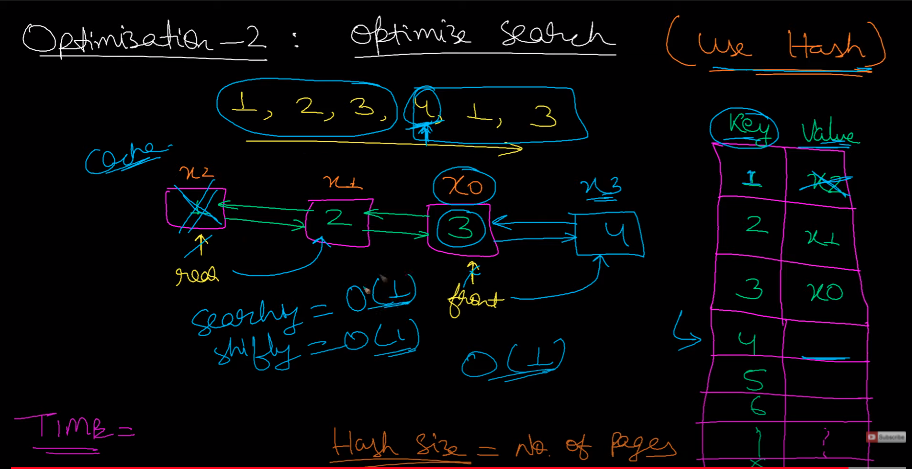 Optimisation-2 : optimize search (use Hash)
1, 2, 3, 4, 1, 3
Cache
x2 x1 x0 x3
1 2 3 4
rear front
searchy = O(1)
shiftly = O(1)
O(1)
TIME =
Hash size = No. of pages
Key Value
1 x2
2 x1
3 x0
4
5
6
Subscribe